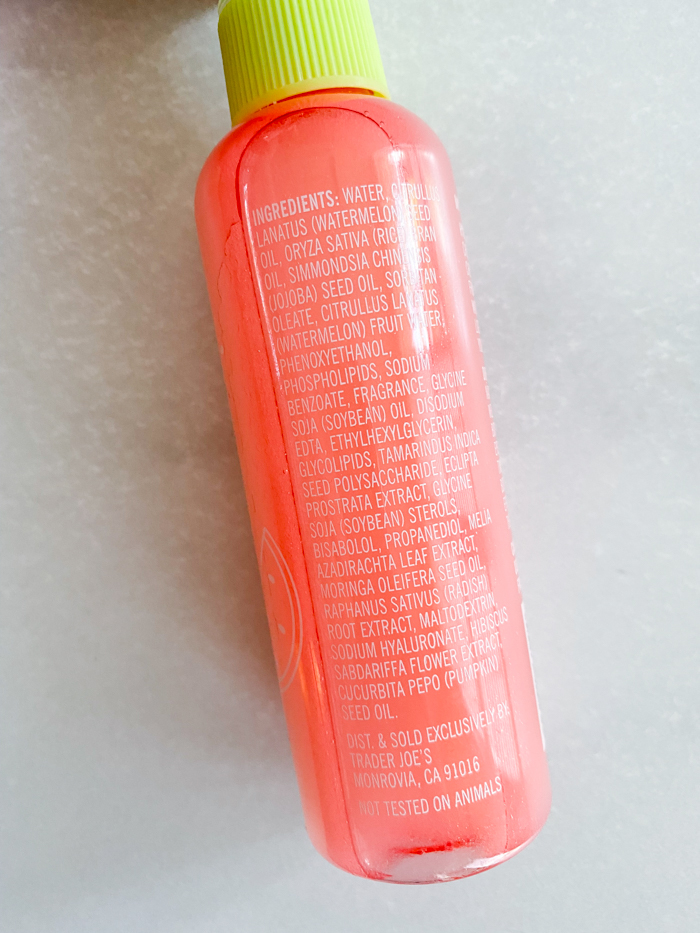 INGREDIENTS: WATER, CITRULLUS
LANATUS (WATERMELON) SEED
OIL, ORYZA SATIVA (RICE) BRAN
OIL, SIMMONDSIA CHINENSIS
(JOJOBA) SEED OIL, SORBITAN
OLEATE, CITRULLUS LANATUS
(WATERMELON) FRUIT WATER,
PHENOXYETHANOL,
PHOSPHOLIPIDS, SODIUM
BENZOATE, FRAGRANCE, GLYCINE
SOJA (SOYBEAN) OIL, DISODIUM
EDTA, ETHYLHEXYLGLYCERIN,
GLYCOLIPIDS, TAMARINDUS INDICA
SEED POLYSACCHARIDE, ECLIPTA
PROSTRATA EXTRACT, GLYCINE
SOJA (SOYBEAN) STEROLS,
BISABOLOL, PROPANEDIOL, MELIA
AZADIRACHTA LEAF EXTRACT,
MORINGA OLEIFERA SEED OIL,
RAPHANUS SATIVUS (RADISH)
ROOT EXTRACT, MALTODEXTRIN,
SODIUM HYALURONATE, HIBISCUS
SABDARIFFA FLOWER EXTRACT,
CUCURBITA PEPO (PUMPKIN)
SEED OIL.
DIST. & SOLD EXCLUSIVELY BY:
TRADER JOE'S
MONROVIA, CA 91016
NOT TESTED ON ANIMALS